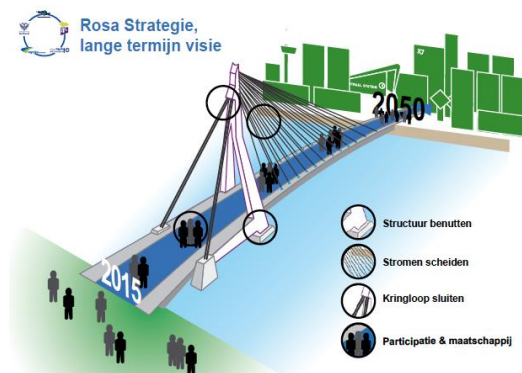 Rosa Strategie,
lange termijn visie
2050
2015
Structuur benutten
Stromen scheiden
Kringloop sluiten
Participatie & maatschappij